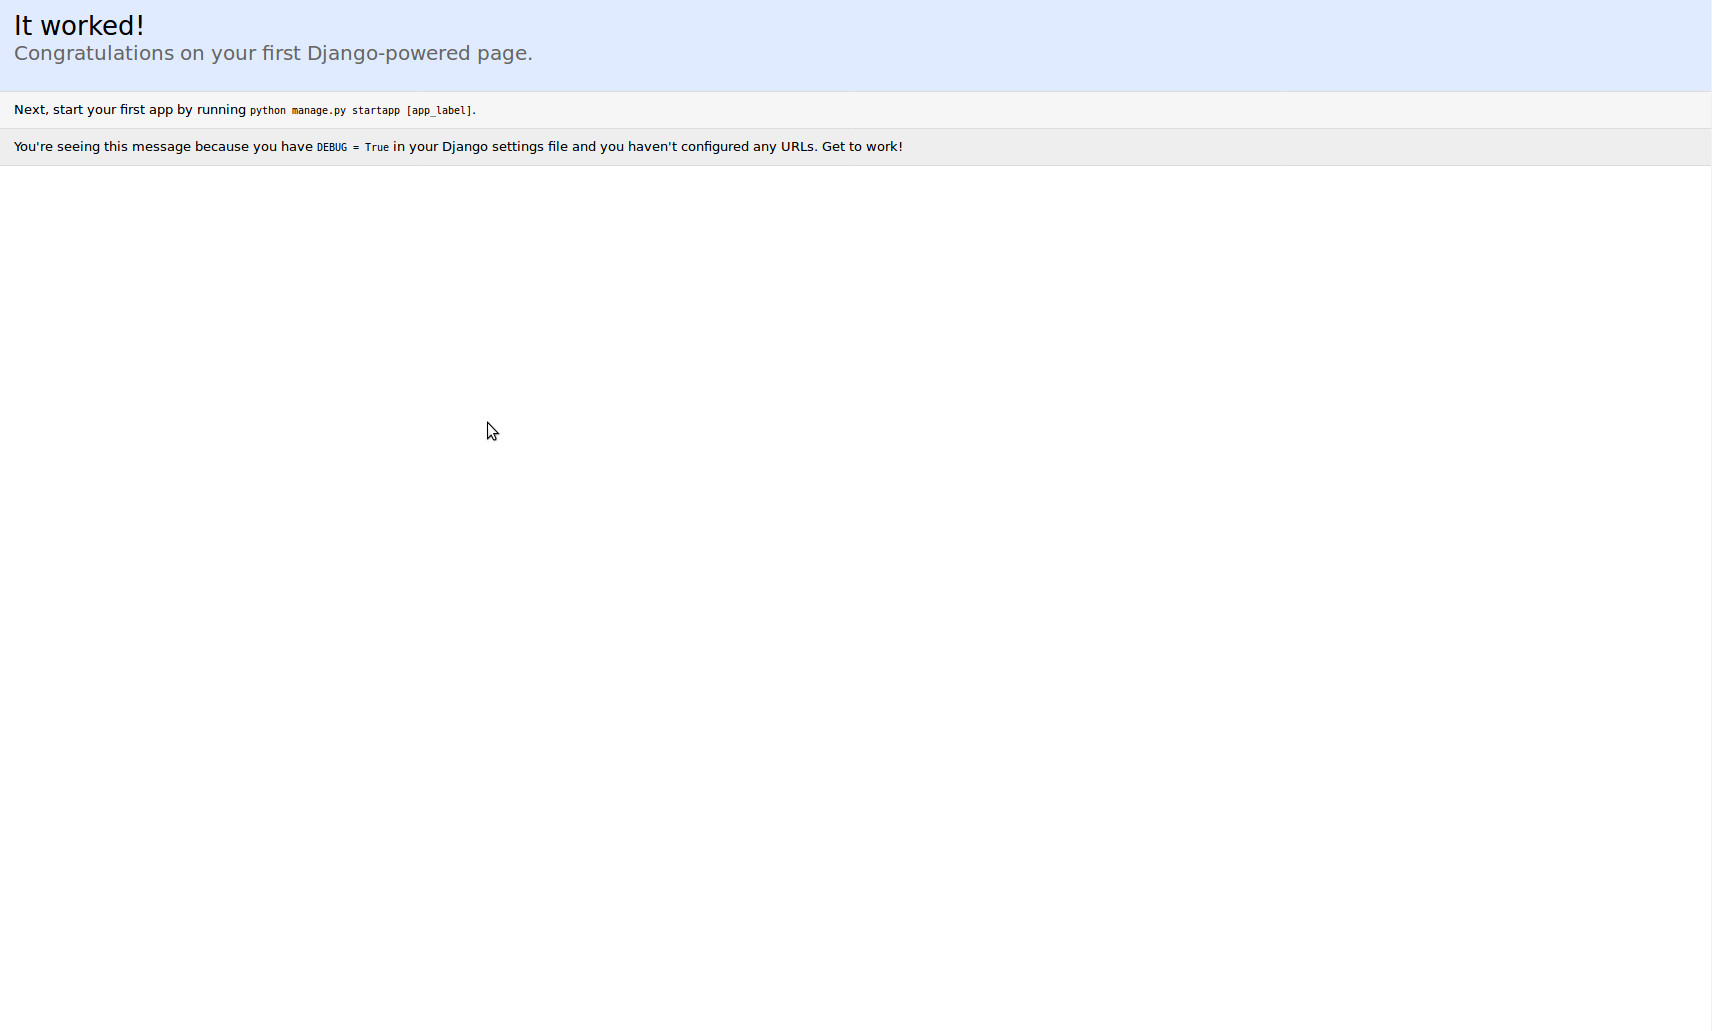 It worked!
Congratulations on your first Django-powered page.
Next, start your first app by running python manage.py startapp [app_label].
You're seeing this message because you have DEBUG = True in your Django settings file and you haven't configured any URLs. Get to work!